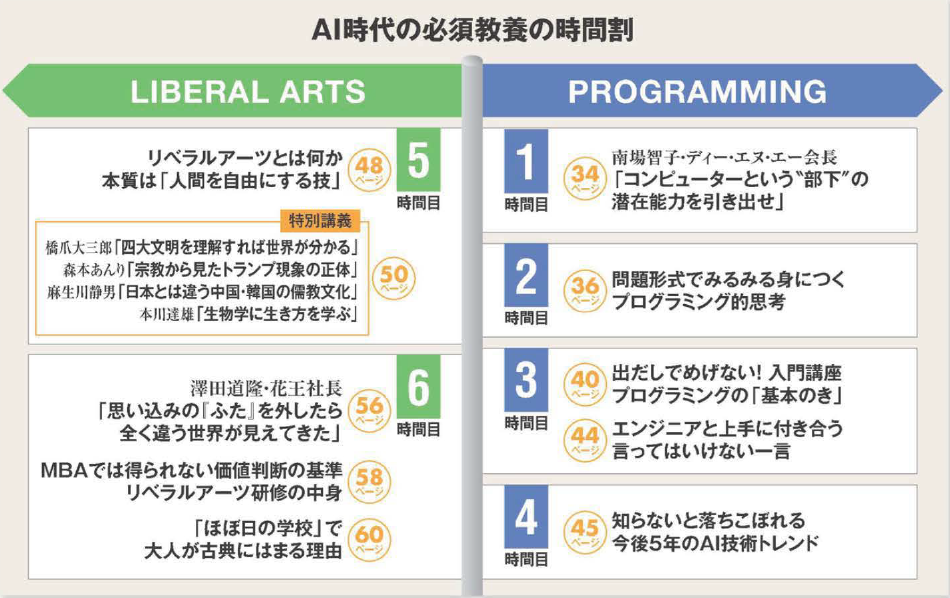 AI時代の必須教養の時間割
LIBERAL ARTS
5
時間目
リベラルアーツとは何か
本質は「人間を自由にする技」
48
ページ
特別講義
橋爪大三郎「四大文明を理解すれば世界が分かる」
森本あんり「宗教から見たトランプ現象の正体」
麻生川静男「日本とは違う中国・韓国の儒教文化」
本川達雄「生物学に生き方を学ぶ」
50
ページ
6
時間目
澤田道隆・花王社長
「思い込みの『ふた』を外したら
全く違う世界が見えてきた」
56
ページ
MBAでは得られない価値判断の基準
リベラルアーツ研修の中身
58
ページ
「ほぼ日の学校」で
大人が古典にはまる理由
60
ページ
PROGRAMMING
1
時間目
34
ページ
南場智子・ディー・エヌ・エー会長
「コンピューターという〝部下〟の
潜在能力を引き出せ」
2
時間目
36
ページ
問題形式でみるみる身につく
プログラミング的思考
3
時間目
40
ページ
出だしでめげない! 入門講座
プログラミングの「基本のき」
44
ページ
エンジニアと上手に付き合う
言ってはいけない一言
4
時間目
45
ページ
知らないと落ちこぼれる
今後5年のAI技術トレンド